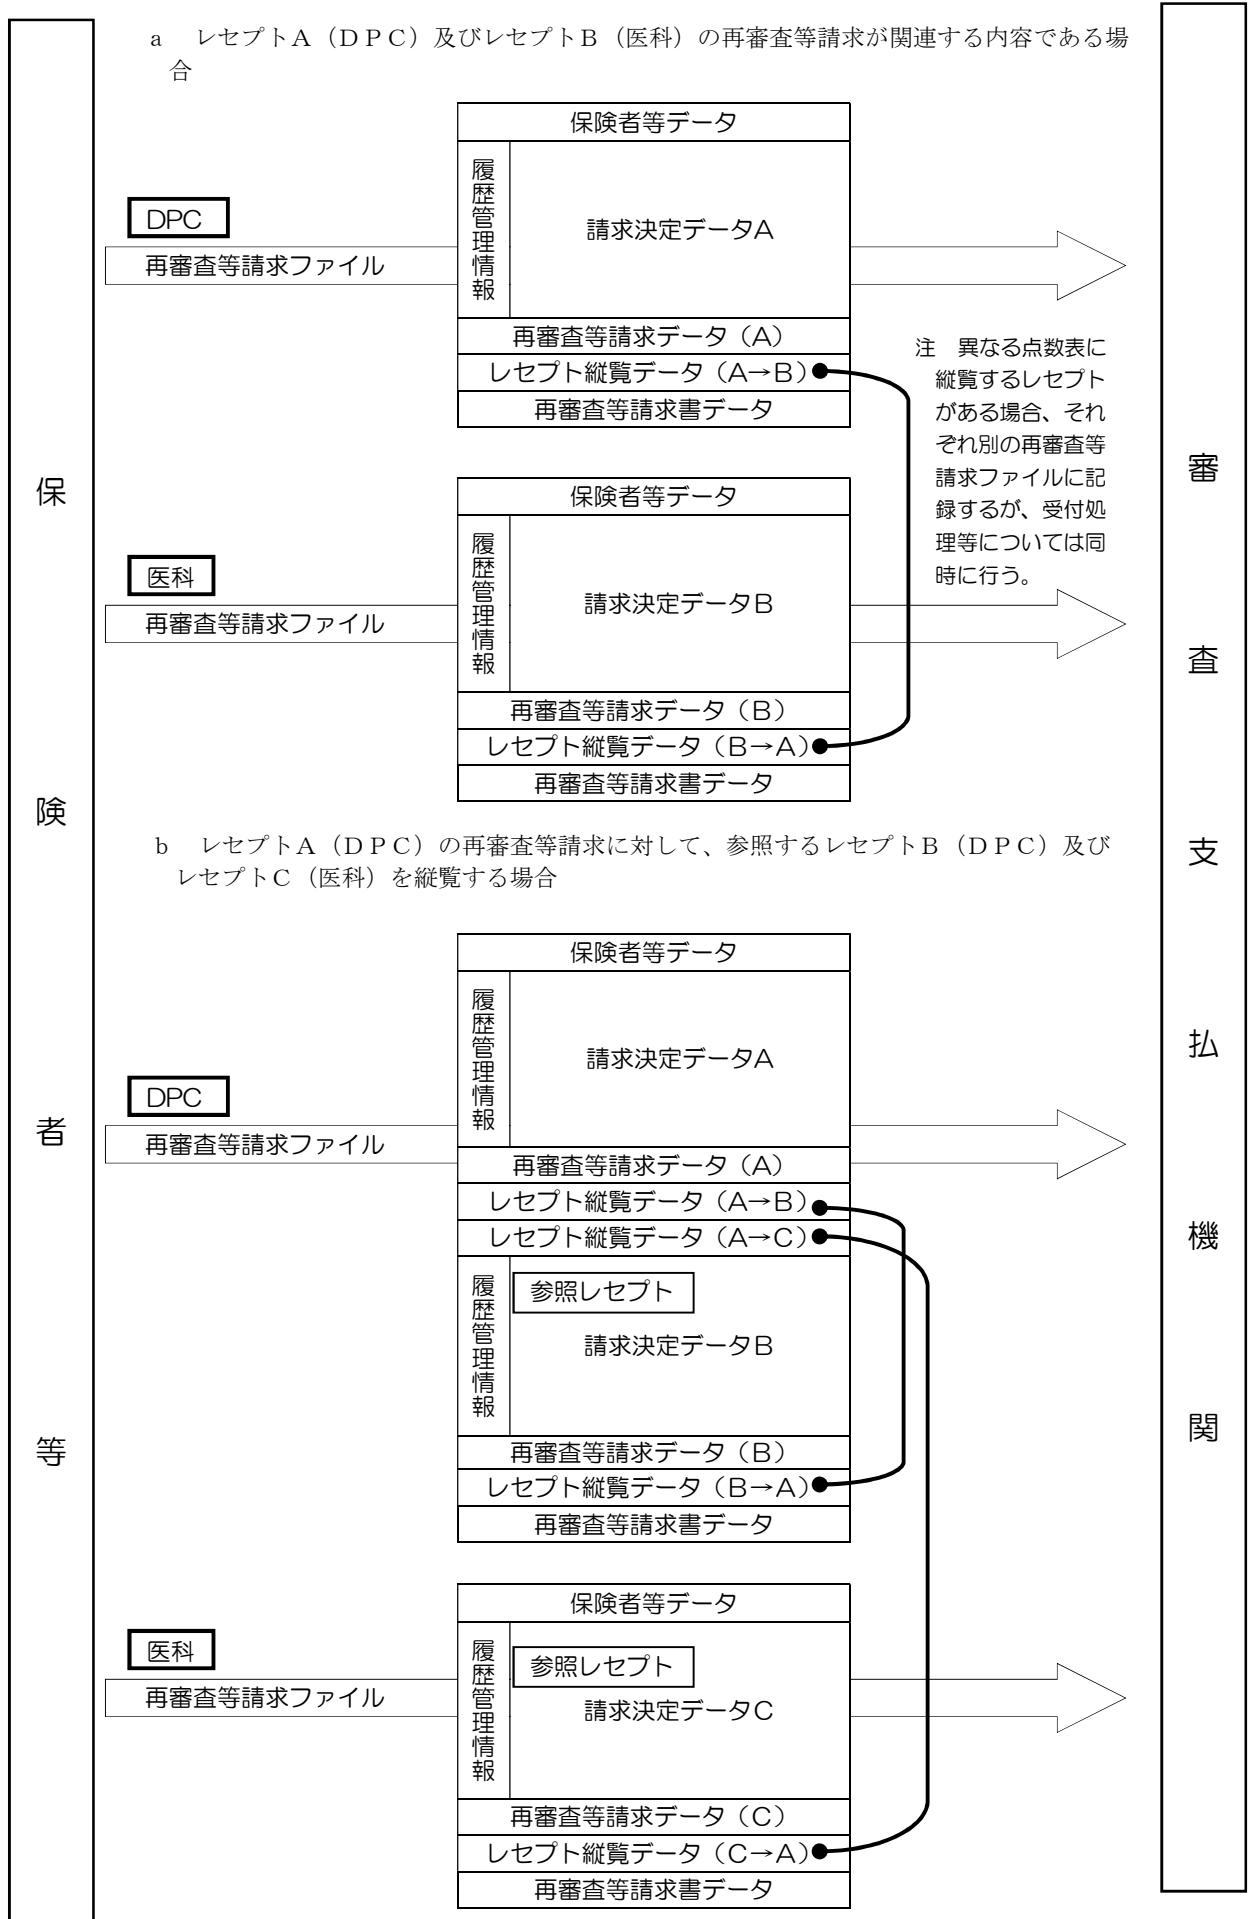 a　レセプトA（DPC）及びレセプトB（医科）の再審査等請求が関連する内容である場
合
保険者等
審査支払機関
保険者等データ
履歴管理情報
請求決定データA
DPC
再審査等請求ファイル
再審査等請求データ（A）
レセプト縦覧データ（A→B）
再審査等請求書データ
注　異なる点数表に
縦覧するレセプト
がある場合、それ
ぞれ別の再審査等
請求ファイルに記
録するが、受付処
理等については同
時に行う。
保険者等データ
履歴管理情報
請求決定データB
医科
再審査等請求ファイル
再審査等請求データ（B）
レセプト縦覧データ（B→A）
再審査等請求書データ
b　レセプトA（DPC）の再審査等請求に対して、参照するレセプトB（DPC）及び
レセプトC（医科）を縦覧する場合
保険者等データ
履歴管理情報
請求決定データA
DPC
再審査等請求ファイル
再審査等請求データ（A）
レセプト縦覧データ（A→B）
レセプト縦覧データ（A→C）
履歴管理情報
参照レセプト
請求決定データB
再審査等請求データ（B）
レセプト縦覧データ（B→A）
再審査等請求書データ
保険者等データ
履歴管理情報
参照レセプト
請求決定データC
医科
再審査等請求ファイル
再審査等請求データ（C）
レセプト縦覧データ（C→A）
再審査等請求書データ